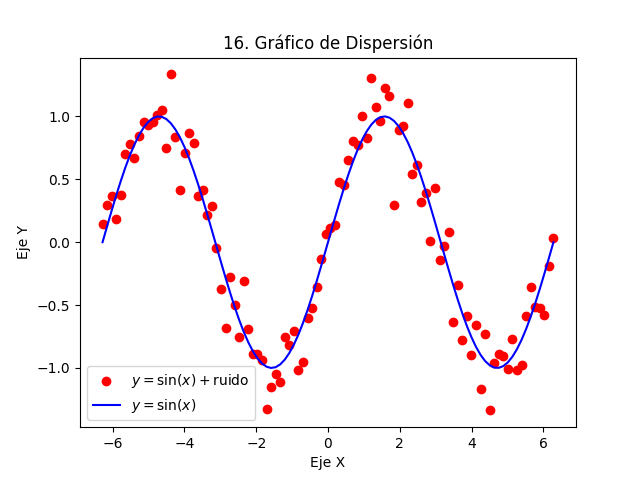 16. Gráfico de Dispersión
Eje Y
1.0
0.5
0.0
−0.5
−1.0
y = sin(x) + ruido
y = sin(x)
−6 −4 −2 0 2 4 6
Eje X